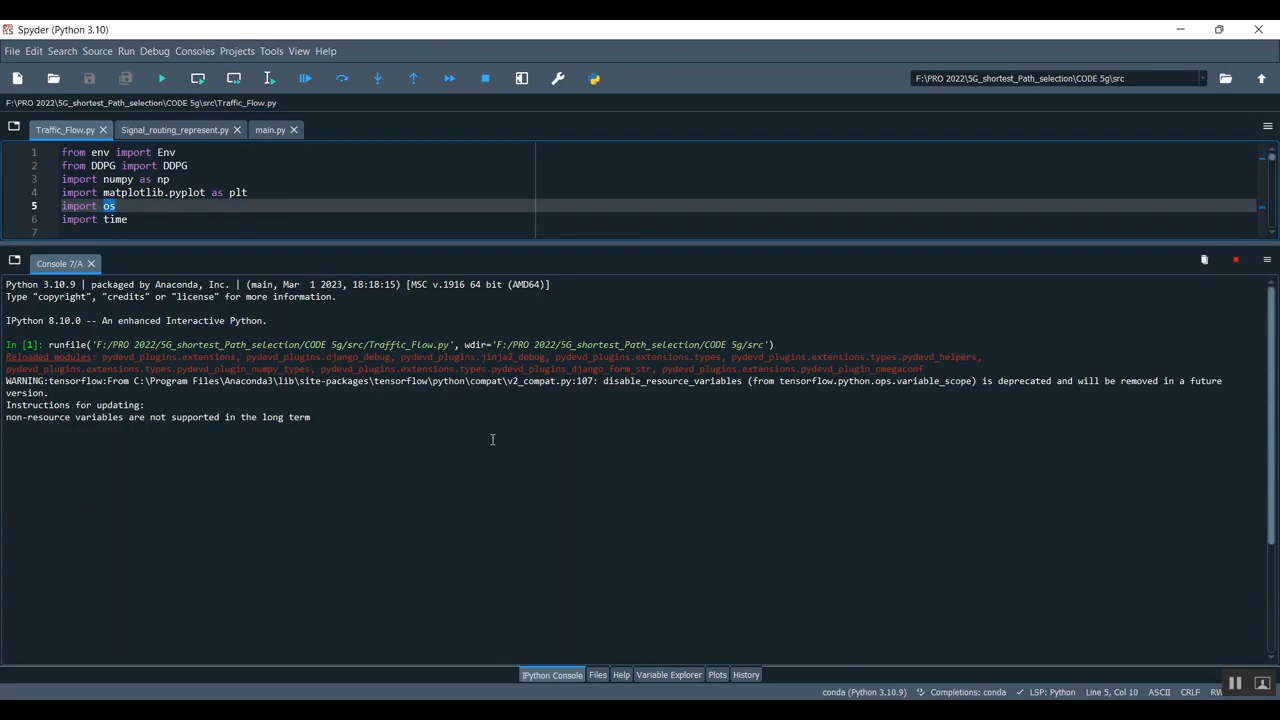 Spyder (Python 3.10)
File Edit Search Source Run Debug Consoles Projects Tools View Help
F:\PRO 2022\5G_shortest_Path_selection\CODE 5g\src
F:\PRO 2022\5G_shortest_Path_selection\CODE 5g\src\Traffic_Flow.py
Traffic_Flow.py Signal_routing_represent.py main.py
1 from env import Env
2 from DDPG import DDPG
3 import numpy as np
4 import matplotlib.pyplot as plt
5 import os
6 import time
7
Console 7/A
Python 3.10.9 | packaged by Anaconda, Inc. | (main, Mar  1 2023, 18:18:15) [MSC v.1916 64 bit (AMD64)]
Type "copyright", "credits" or "license" for more information.
IPython 8.10.0 -- An enhanced Interactive Python.
In [1]: runfile('F:/PRO 2022/5G_shortest_Path_selection/CODE 5g/src/Traffic_Flow.py', wdir='F:/PRO 2022/5G_shortest_Path_selection/CODE 5g/src')
Reloaded modules: pydevd_plugins.extensions, pydevd_plugins.django_debug, pydevd_plugins.jinja2_debug, pydevd_plugins.extensions.types, pydevd_plugins.extensions.types.pydevd_helpers,
pydevd_plugins.extensions.types.pydevd_plugin_numpy_types, pydevd_plugins.extensions.types.pydevd_plugins_django_form_str, pydevd_plugins.extensions.pydevd_plugin_omegaconf
WARNING:tensorflow:From C:\Program Files\Anaconda3\lib\site-packages\tensorflow\python\compat\v2_compat.py:107: disable_resource_variables (from tensorflow.python.ops.variable_scope) is deprecated and will be removed in a future
version.
Instructions for updating:
non-resource variables are not supported in the long term
IPython Console Files Help Variable Explorer Plots History
conda (Python 3.10.9) Completions: conda LSP: Python Line 5, Col 10 ASCII CRLF RW